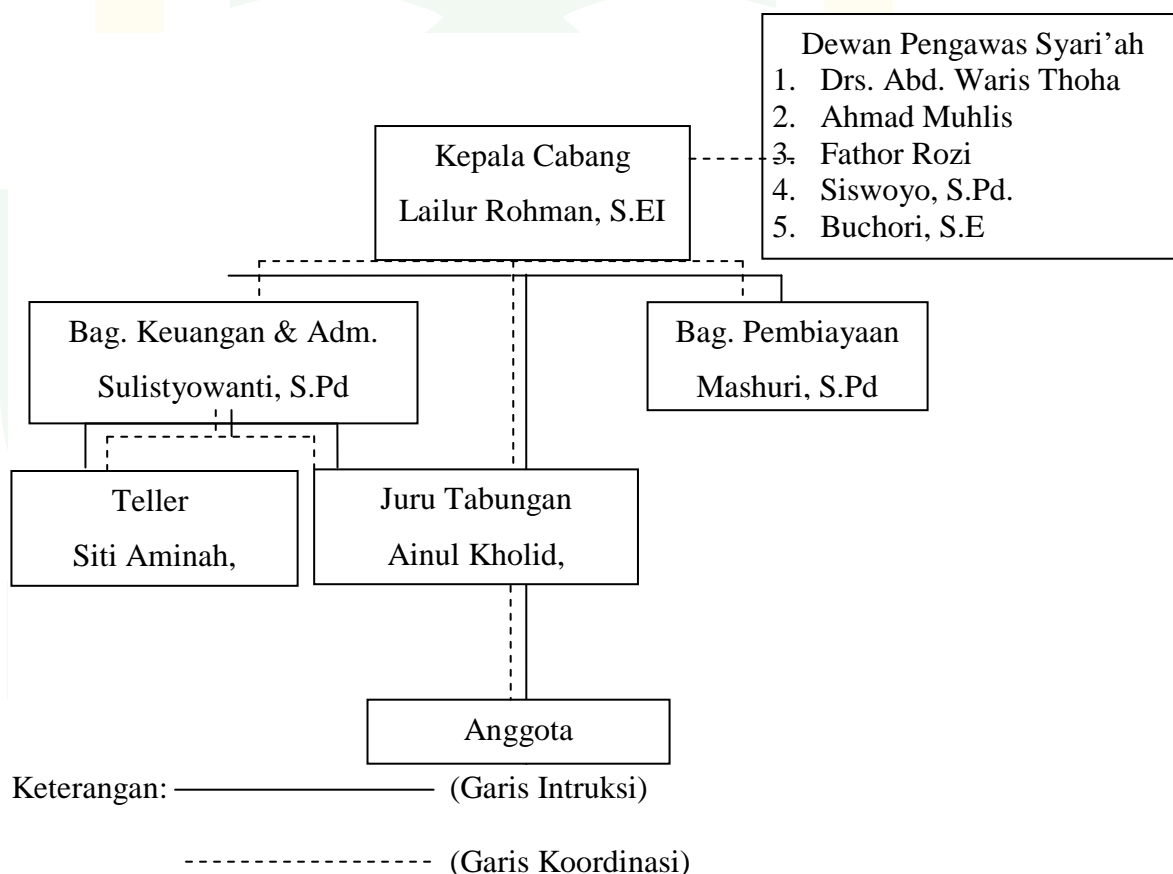 Dewan Pengawas Syari’ah
1. Drs. Abd. Waris Thoha
2. Ahmad Muhlis
3. Fathor Rozi
4. Siswoyo, S.Pd.
5. Buchori, S.E
Kepala Cabang
Lailur Rohman, S.EI
Bag. Keuangan & Adm.
Sulistyowanti, S.Pd
Bag. Pembiayaan
Mashuri, S.Pd
Teller
Siti Aminah,
Juru Tabungan
Ainul Kholid,
Anggota
Keterangan: (Garis Intruksi)
(Garis Koordinasi)